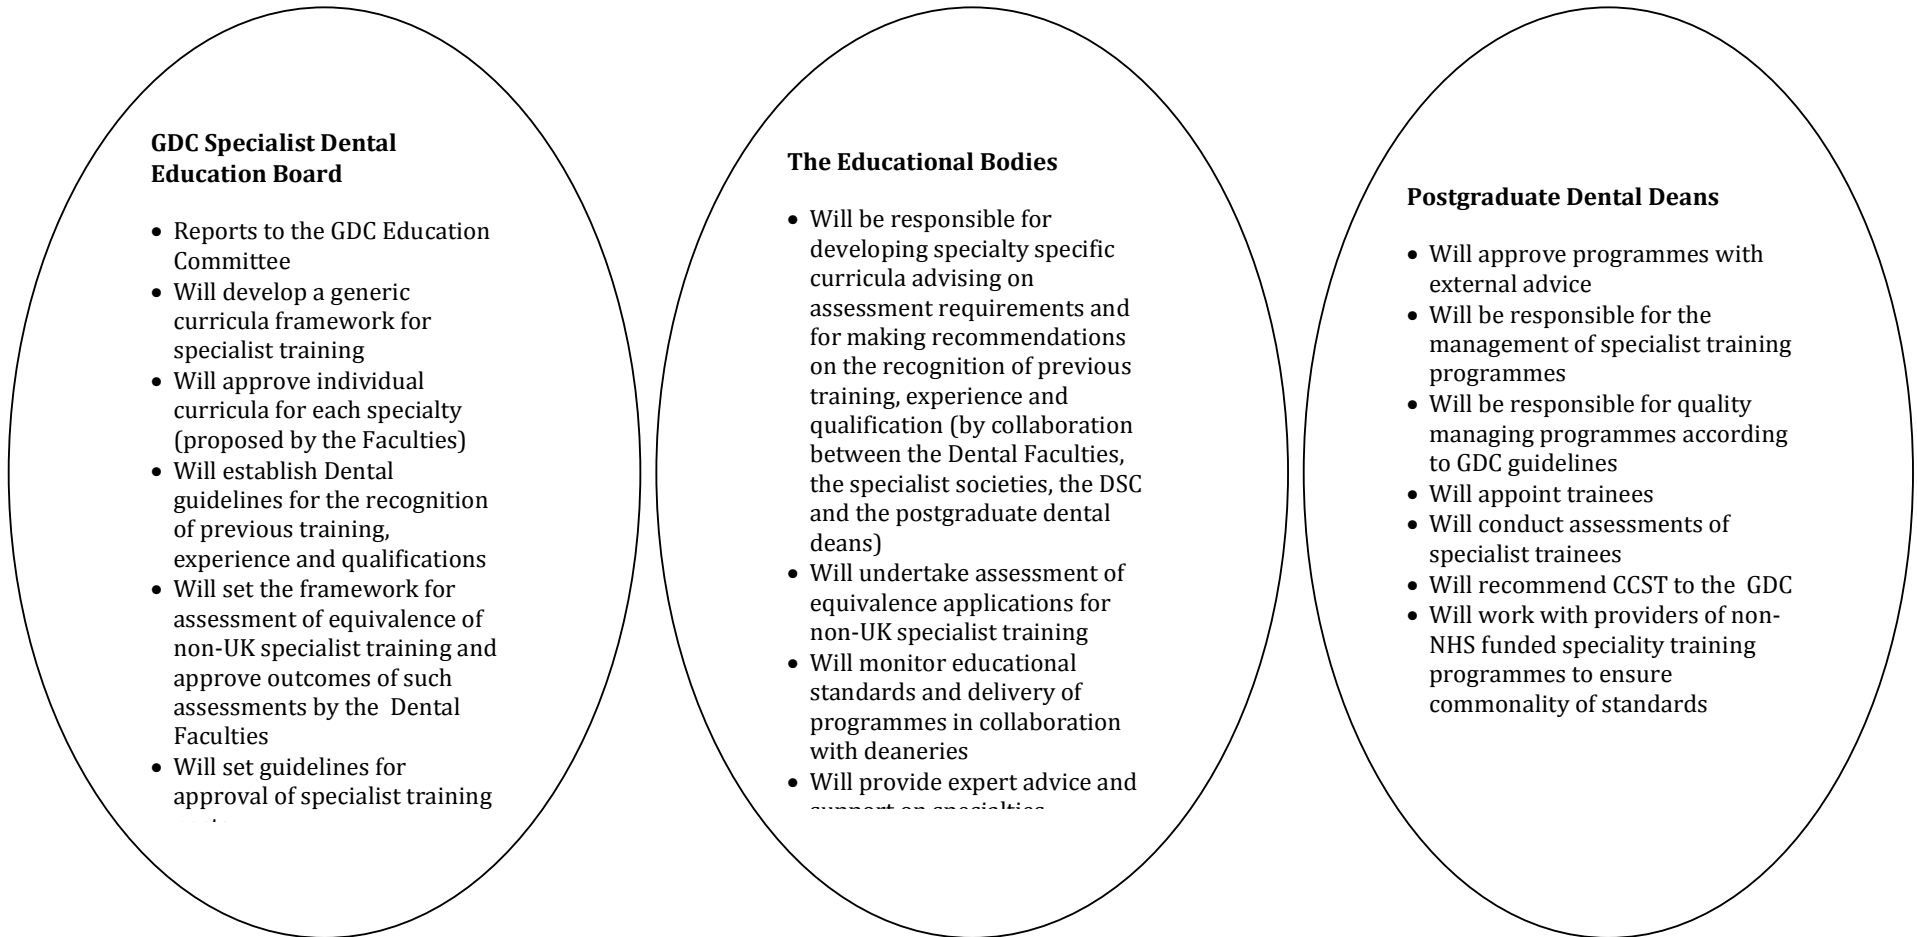 GDC Specialist Dental
Education Board
• Reports to the GDC Education
Committee
• Will develop a generic
curricula framework for
specialist training
• Will approve individual
curricula for each specialty
(proposed by the Faculties)
• Will establish Dental
guidelines for the recognition
of previous training,
experience and qualifications
• Will set the framework for
assessment of equivalence of
non-UK specialist training and
approve outcomes of such
assessments by the  Dental
Faculties
• Will set guidelines for
approval of specialist training
The Educational Bodies
• Will be responsible for
developing specialty specific
curricula advising on
assessment requirements and
for making recommendations
on the recognition of previous
training, experience and
qualification (by collaboration
between the Dental Faculties,
the specialist societies, the DSC
and the postgraduate dental
deans)
• Will undertake assessment of
equivalence applications for
non-UK specialist training
• Will monitor educational
standards and delivery of
programmes in collaboration
with deaneries
• Will provide expert advice and
support on specialties
Postgraduate Dental Deans
• Will approve programmes with
external advice
• Will be responsible for the
management of specialist training
programmes
• Will be responsible for quality
managing programmes according
to GDC guidelines
• Will appoint trainees
• Will conduct assessments of
specialist trainees
• Will recommend CCST to the  GDC
• Will work with providers of non-
NHS funded speciality training
programmes to ensure
commonality of standards